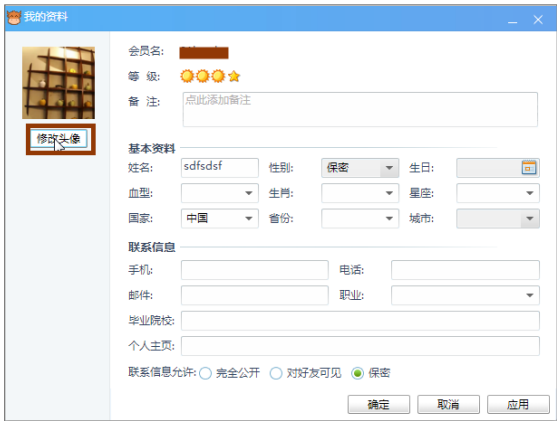 我的资料
修改头像
会员名:
等 级:
备 注: 点此添加备注
基本资料
姓名: sdfsdsf 性别: 保密 生日:
血型: 生肖: 星座:
国家: 中国 省份: 城市:
联系信息
手机: 电话:
邮件: 职业:
毕业院校:
个人主页:
联系信息允许: 完全公开 对好友可见 保密
确定 取消 应用